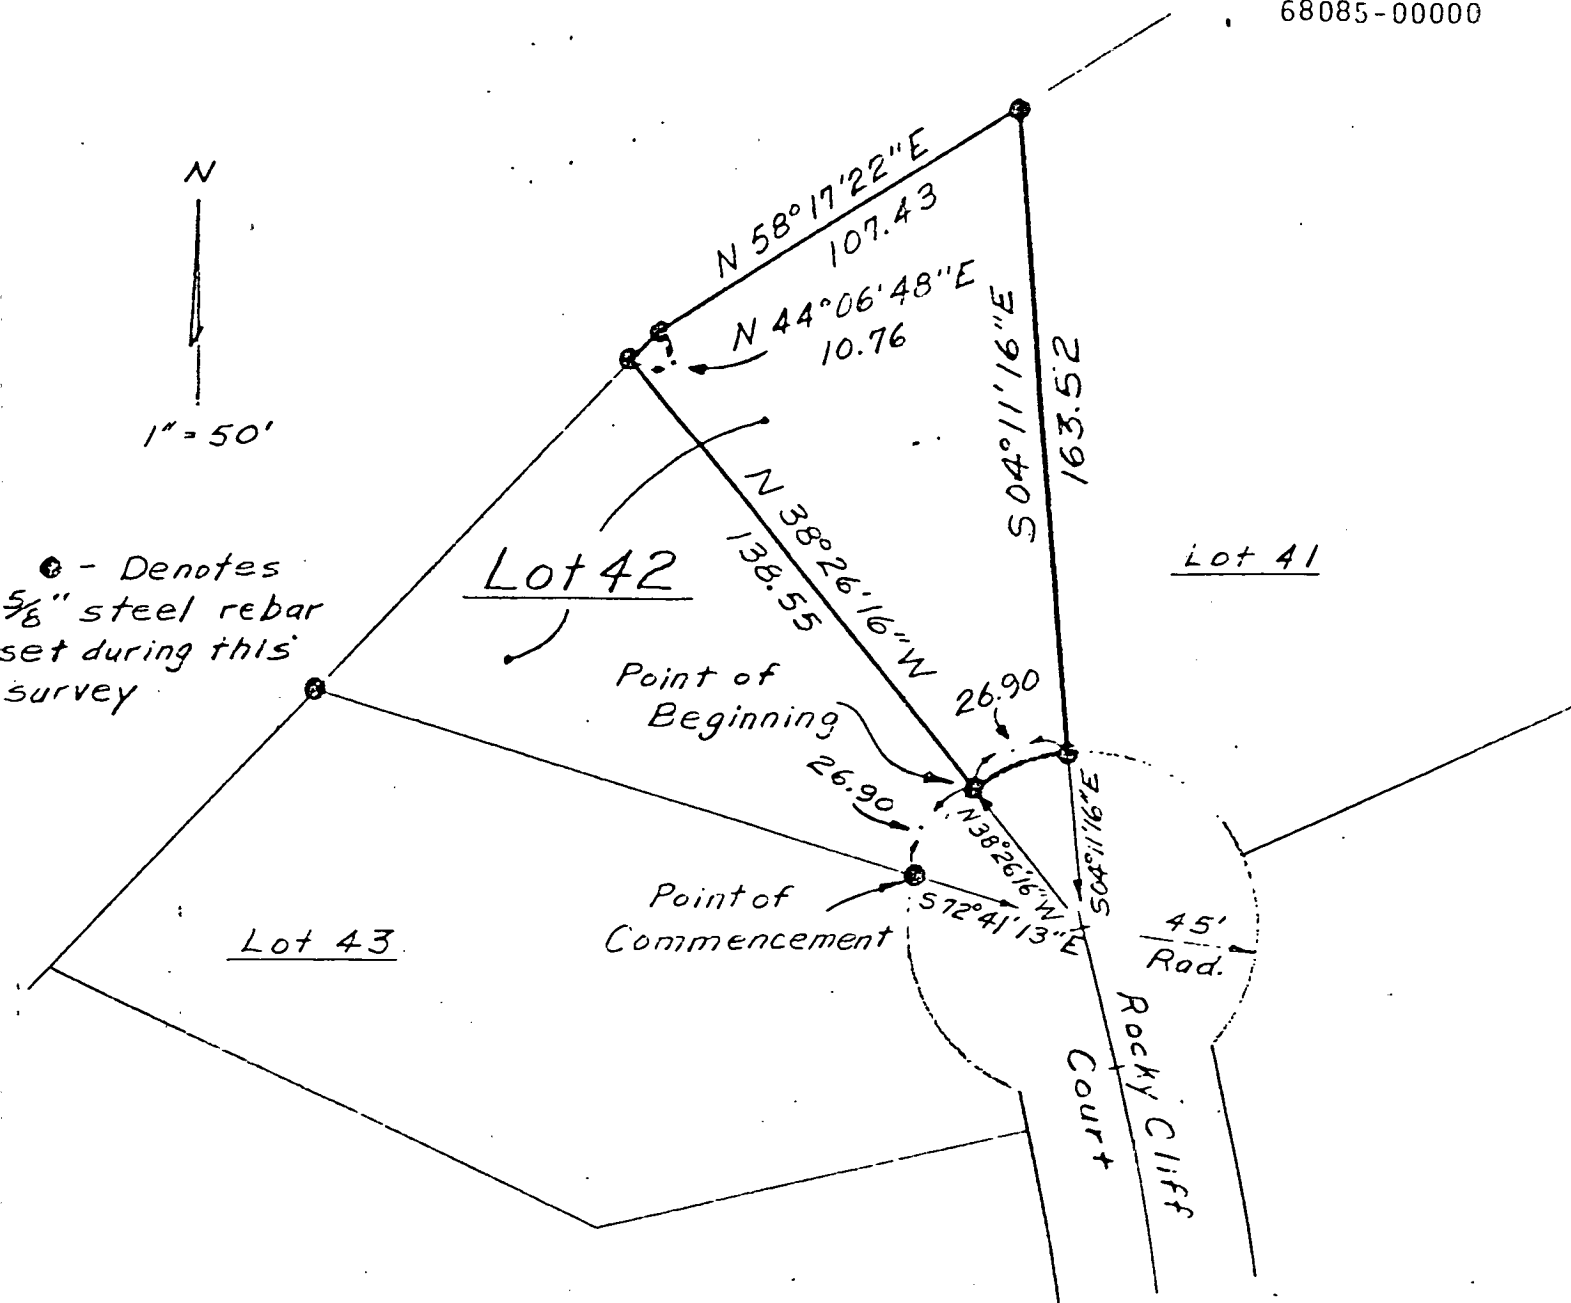 68085-00000
N
1" = 50'
N 58°17'22"E
107.43
N 44°06'48"E
10.76
S 04°11'16"E
163.52
N 38°26'16"W
138.55
Lot 42
Lot 41
- Denotes
5/8" steel rebar
set during this
survey
Point of
Beginning
26.90
26.90
N38°26'16"W
S04°11'16"E
S72°41'13"E
Point of
Commencement
45'
Rad.
Lot 43
Rocky Cliff
Court